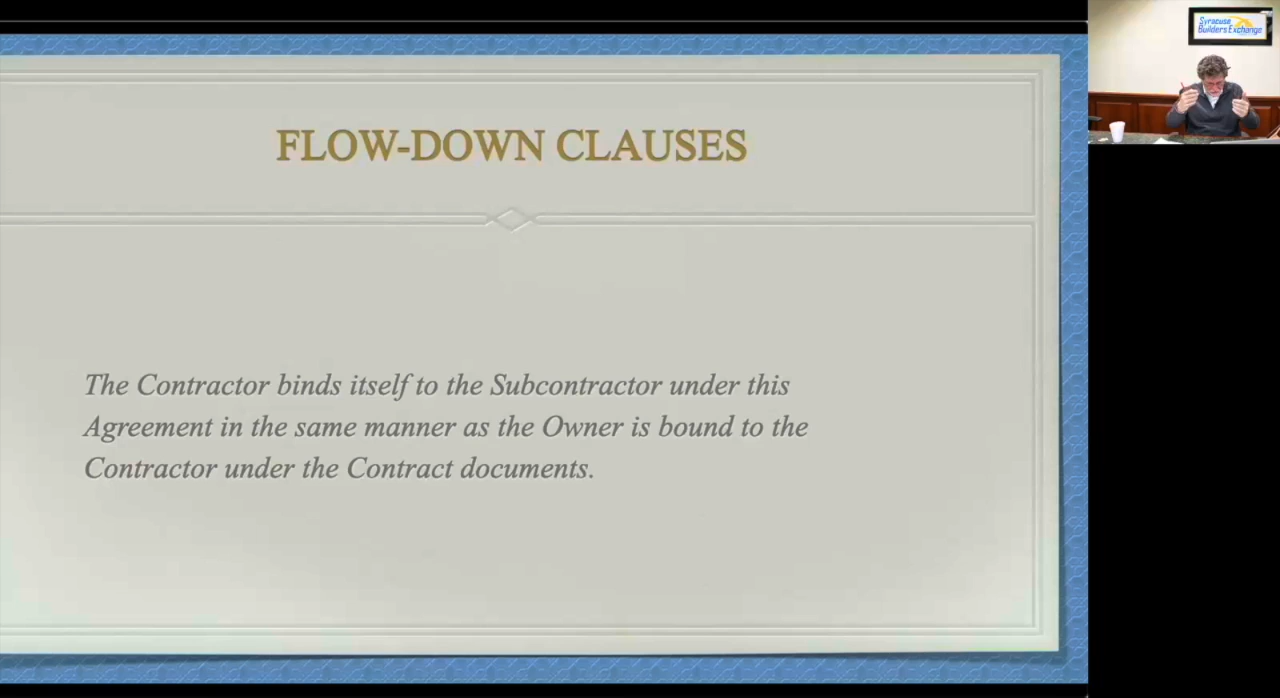 FLOW-DOWN CLAUSES
The Contractor binds itself to the Subcontractor under this
Agreement in the same manner as the Owner is bound to the
Contractor under the Contract documents.
Syracuse
Builders Exchange